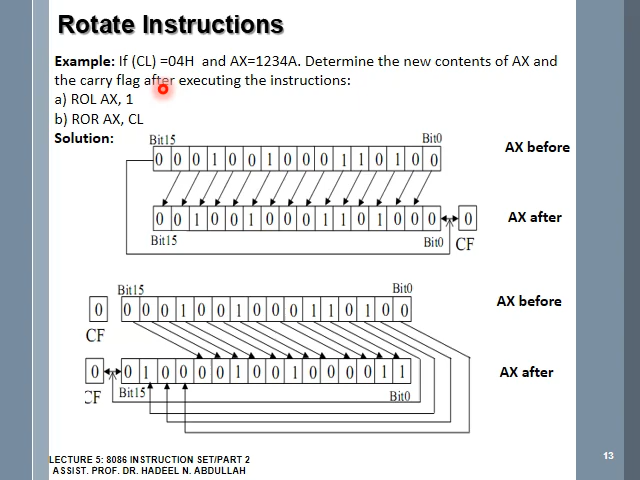 Rotate Instructions
Example: If (CL) =04H and AX=1234A. Determine the new contents of AX and
the carry flag after executing the instructions:
a) ROL AX, 1
b) ROR AX, CL
Solution:
Bit15 Bit0
0 0 0 1 0 0 1 0 0 0 1 1 0 1 0 0 AX before
0 0 1 0 0 1 0 0 0 1 1 0 1 0 0 0 0 AX after
Bit15 Bit0 CF
Bit15 Bit0
0 0 0 0 1 0 0 1 0 0 0 1 1 0 1 0 0 AX before
CF
0 0 1 0 0 0 0 1 0 0 1 0 0 0 0 1 1 AX after
CF Bit15 Bit0
LECTURE 5: 8086 INSTRUCTION SET/PART 2
ASSIST. PROF. DR. HADEEL N. ABDULLAH
13